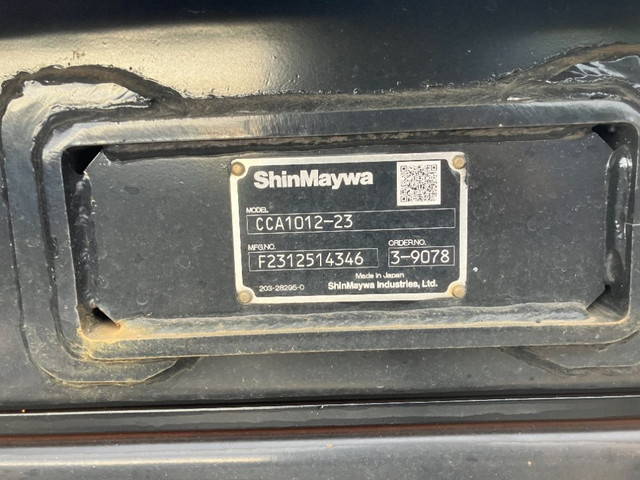 ShinMaywa
MODEL
CCA1012-23
MFG.NO. ORDER.NO.
F2312514346 3-9078
Made in Japan
203-28295-0 ShinMaywa Industries, Ltd.